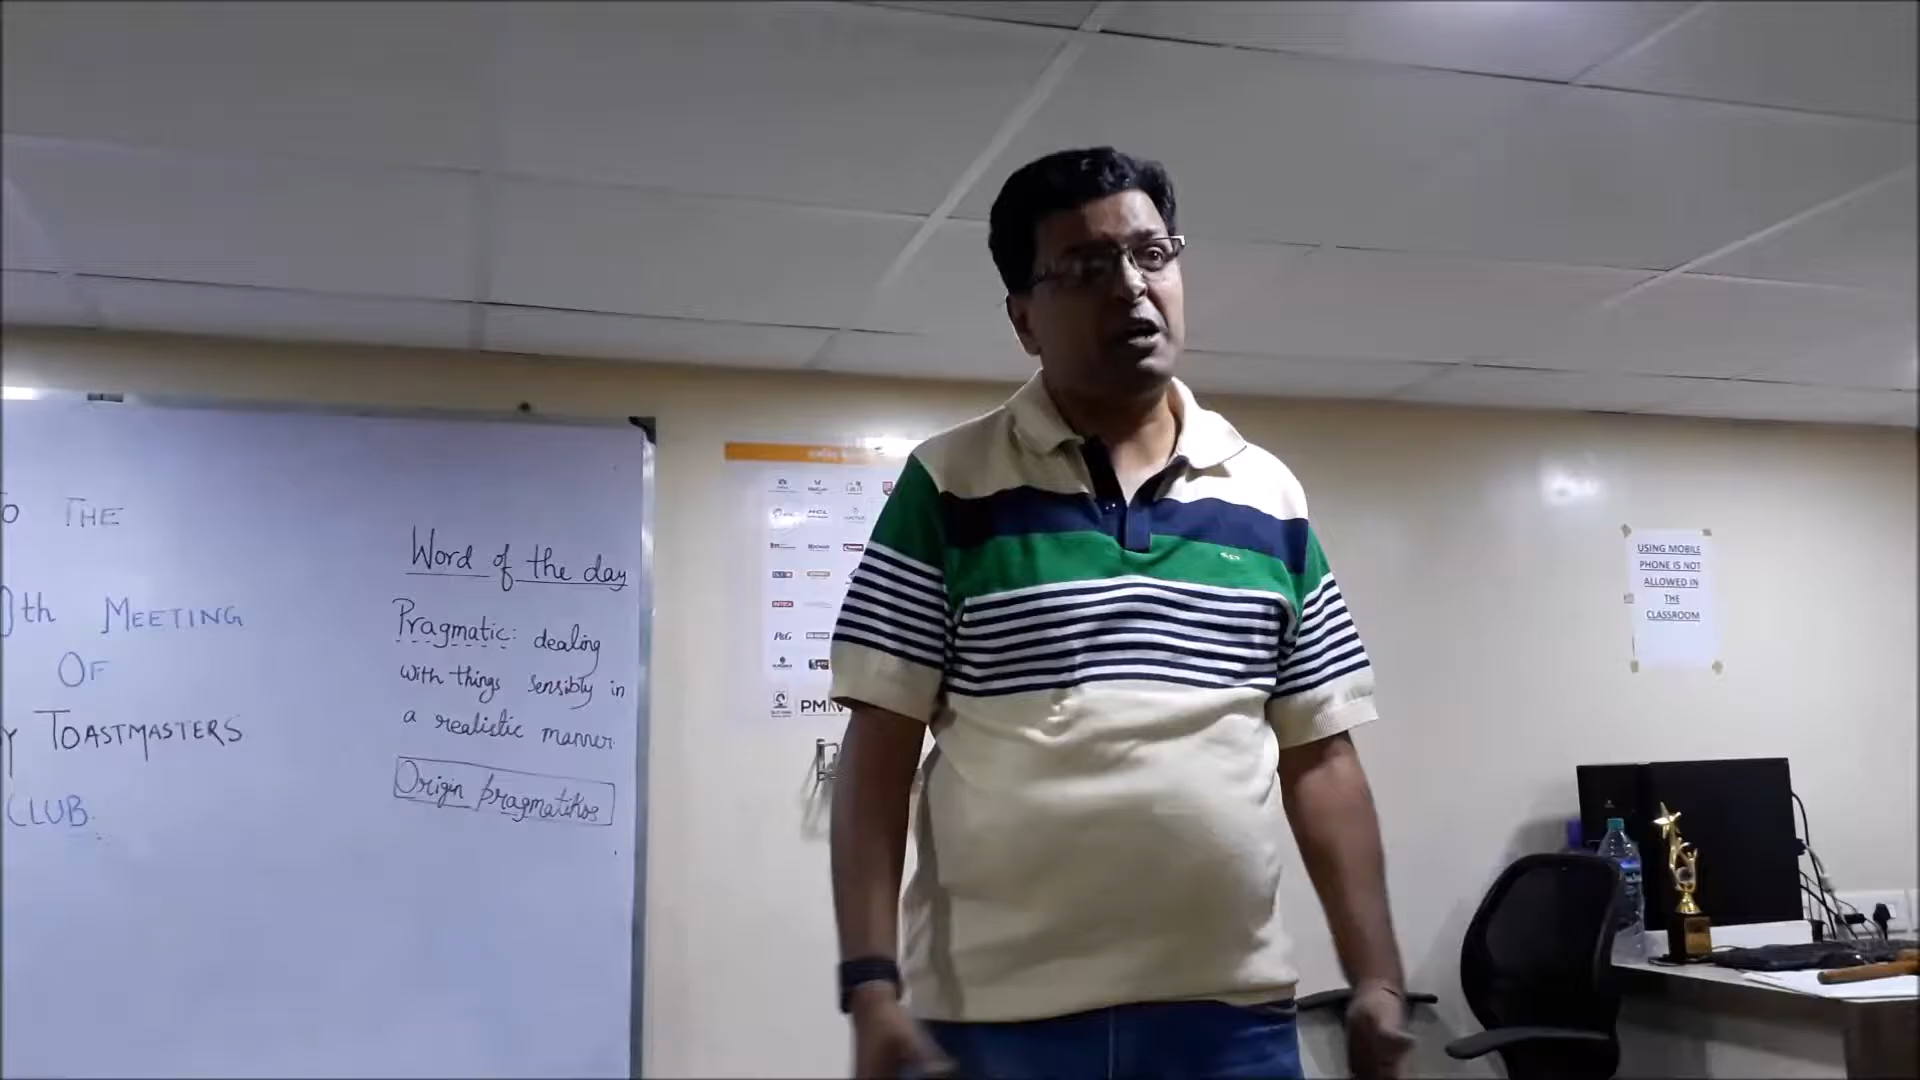 THE
th MEETING
OF
TOASTMASTERS
CLUB
Word of the day
Pragmatic: dealing
with things sensibly in
a realistic manner
Origin pragmatikos
HCL
P&G
USING MOBILE
PHONE IS NOT
ALLOWED IN
THE
CLASSROOM